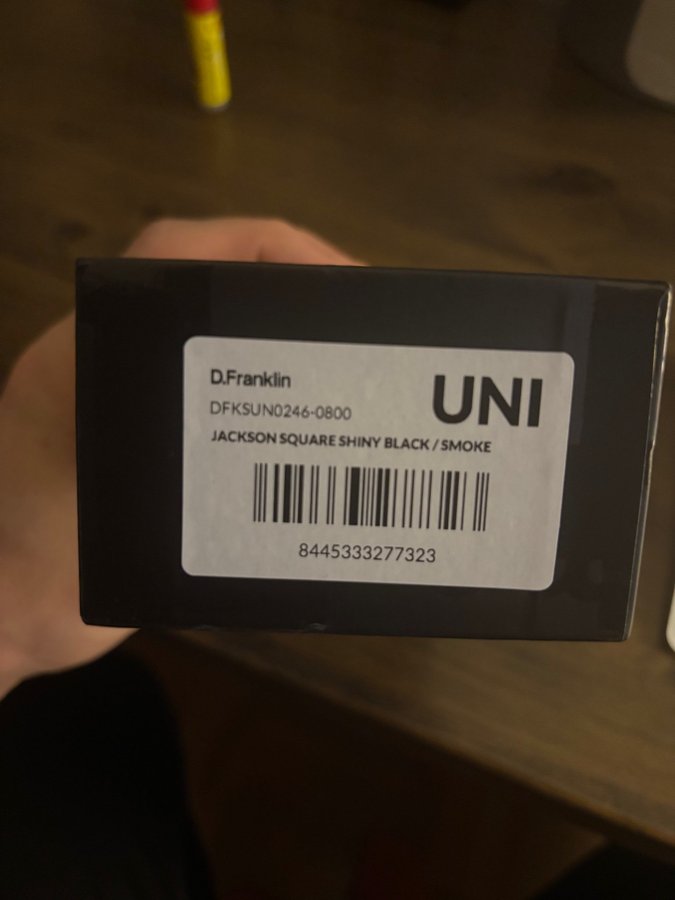 D.Franklin
UNI
DFKSUN0246-0800
JACKSON SQUARE SHINY BLACK / SMOKE
8445333277323